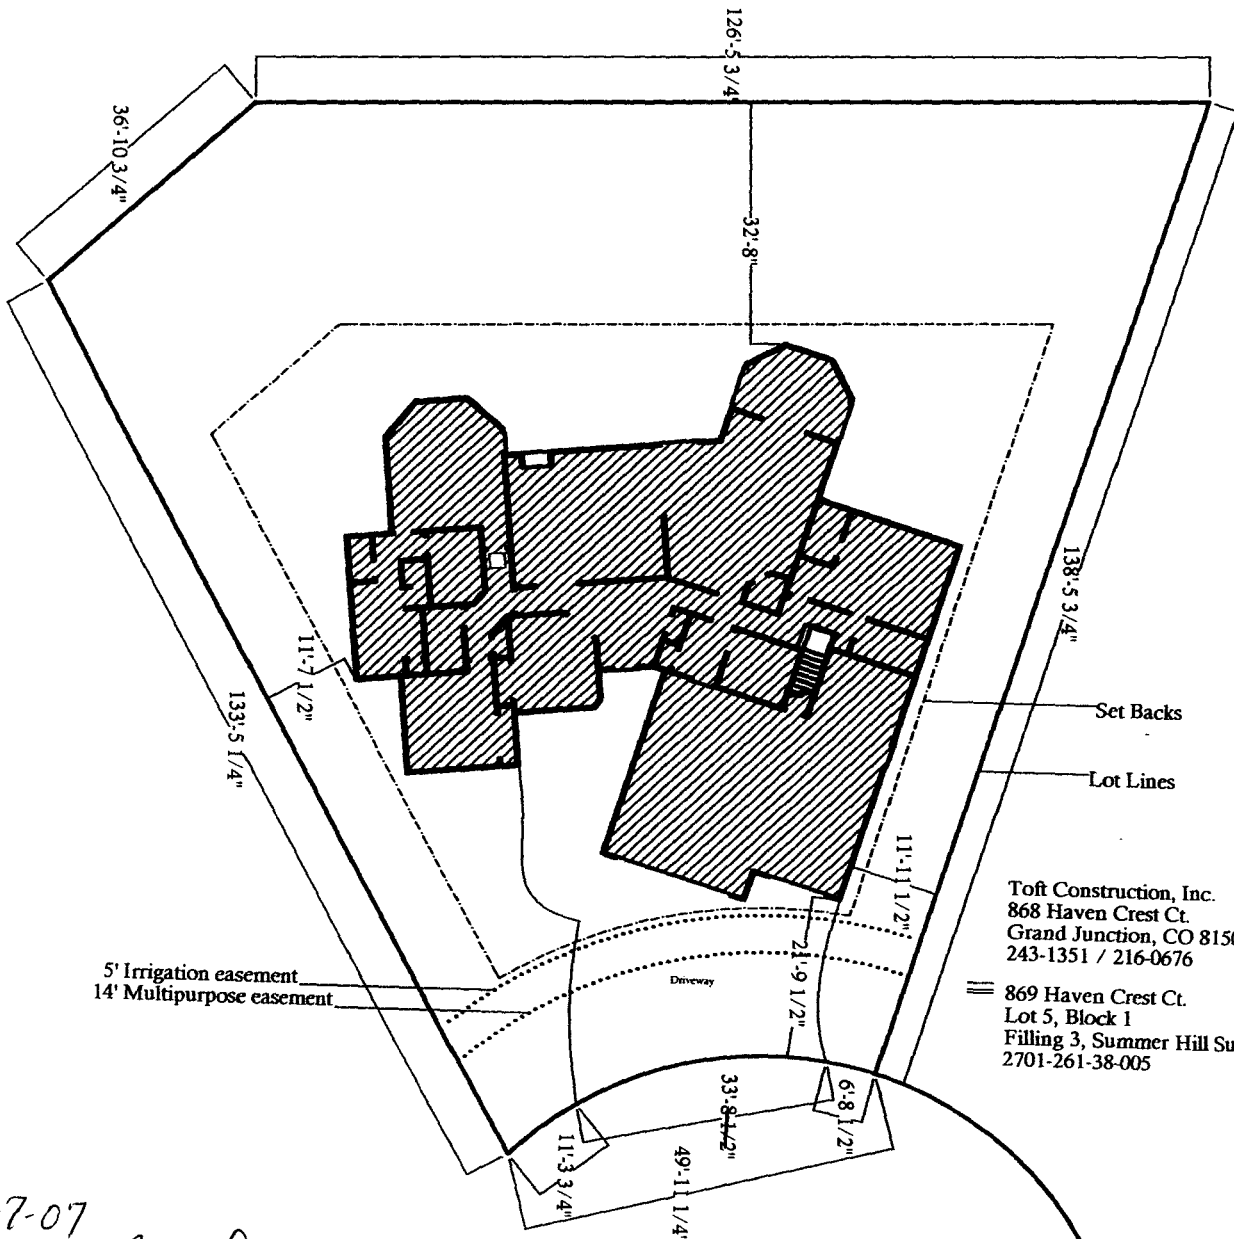 126'-5 3/4"
36'-10 3/4"
32'-8"
138'-5 3/4"
11'-7 1/2"
133'-5 1/4"
Set Backs
Lot Lines
11'-11 1/2"
Toft Construction, Inc.
868 Haven Crest Ct.
Grand Junction, CO 8150
243-1351 / 216-0676
5' Irrigation easement
14' Multipurpose easement
Driveway
21'-9 1/2"
869 Haven Crest Ct.
Lot 5, Block 1
Filling 3, Summer Hill Su
2701-261-38-005
33'-8 1/2"
6'-8 1/2"
11'-3 3/4"
49'-11 1/4"
7-07